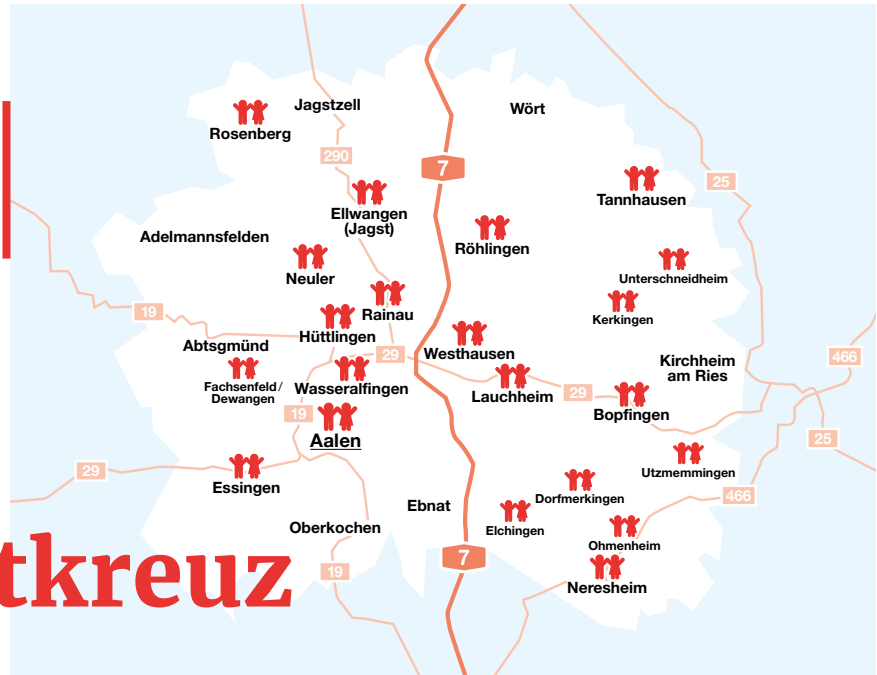 Jagstzell
Wört
Rosenberg
290
7
25
Tannhausen
Ellwangen
(Jagst)
Adelmannsfelden
Röhlingen
Neuler
Unterschneidheim
Rainau
19
Kerkingen
Hüttlingen
Abtsgmünd
29
Westhausen
466
Kirchheim
am Ries
Fachsenfeld/
Dewangen
Wasseralfingen
Lauchheim
29
Bopfingen
19
Aalen
25
29
Essingen
Utzmemmingen
466
Dorfmerkingen
Ebnat
Elchingen
Oberkochen
Ohmenheim
7
19
Neresheim
tkreuz